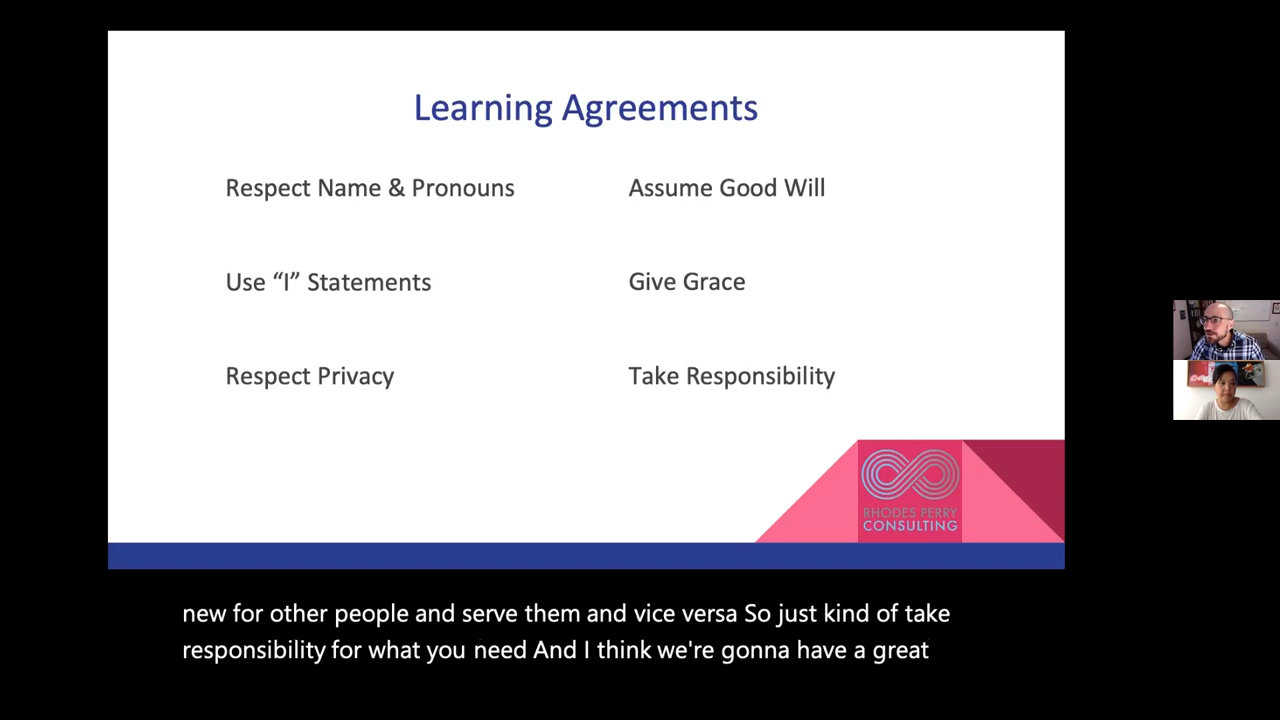 Learning Agreements
Respect Name & Pronouns
Assume Good Will
Use “I” Statements
Give Grace
Respect Privacy
Take Responsibility
RHODES PERRY
CONSULTING
new for other people and serve them and vice versa So just kind of take
responsibility for what you need And I think we're gonna have a great